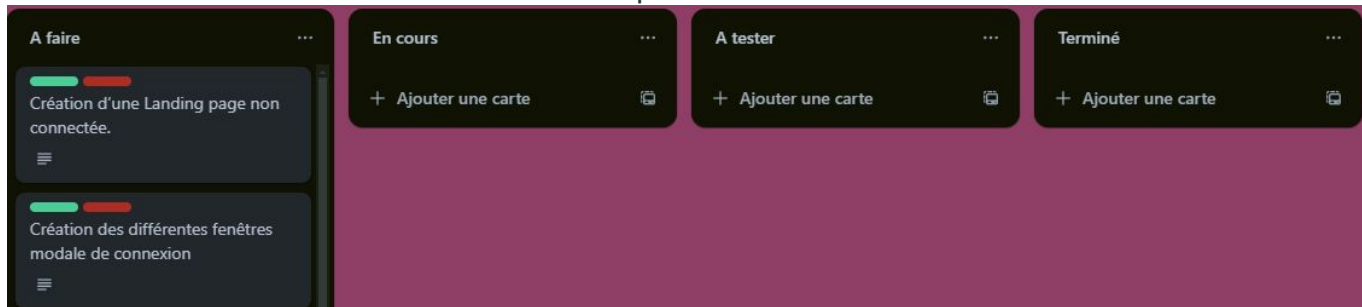 A faire
Création d'une Landing page non
connectée.
Création des différentes fenêtres
modale de connexion
En cours
+ Ajouter une carte
A tester
+ Ajouter une carte
Terminé
+ Ajouter une carte